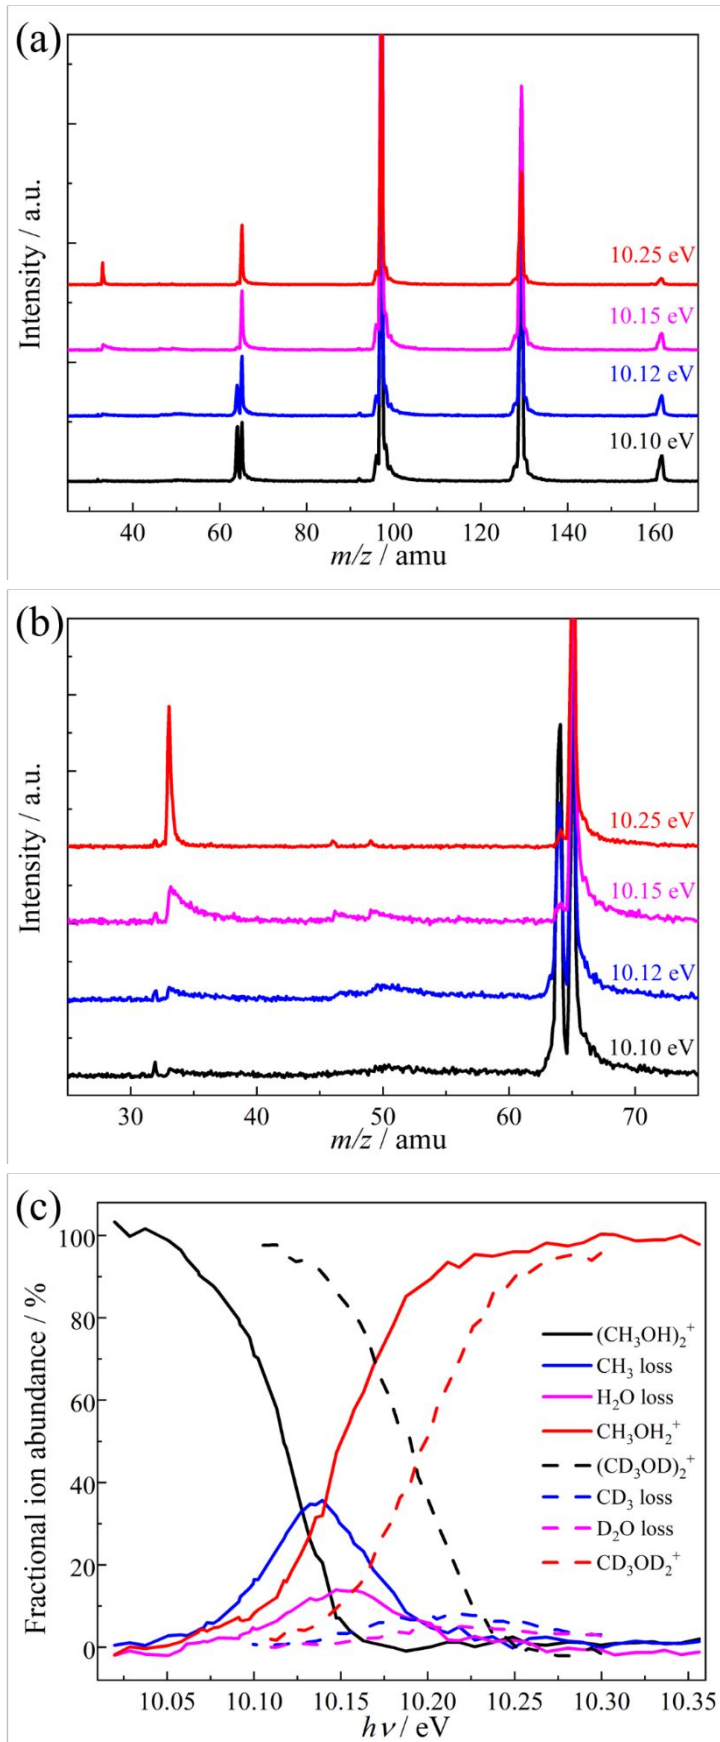 (a)
Intensity / a.u.
10.25 eV
10.15 eV
10.12 eV
10.10 eV
40 60 80 100 120 140 160
m/z / amu
(b)
Intensity / a.u.
10.25 eV
10.15 eV
10.12 eV
10.10 eV
30 40 50 60 70
m/z / amu
(c)
Fractional ion abundance / %
100
80
60
40
20
0
(CH₃OH)₂⁺
CH₃ loss
H₂O loss
CH₃OH₂⁺
(CD₃OD)₂⁺
CD₃ loss
D₂O loss
CD₃OD₂⁺
10.05 10.10 10.15 10.20 10.25 10.30 10.35
hν / eV